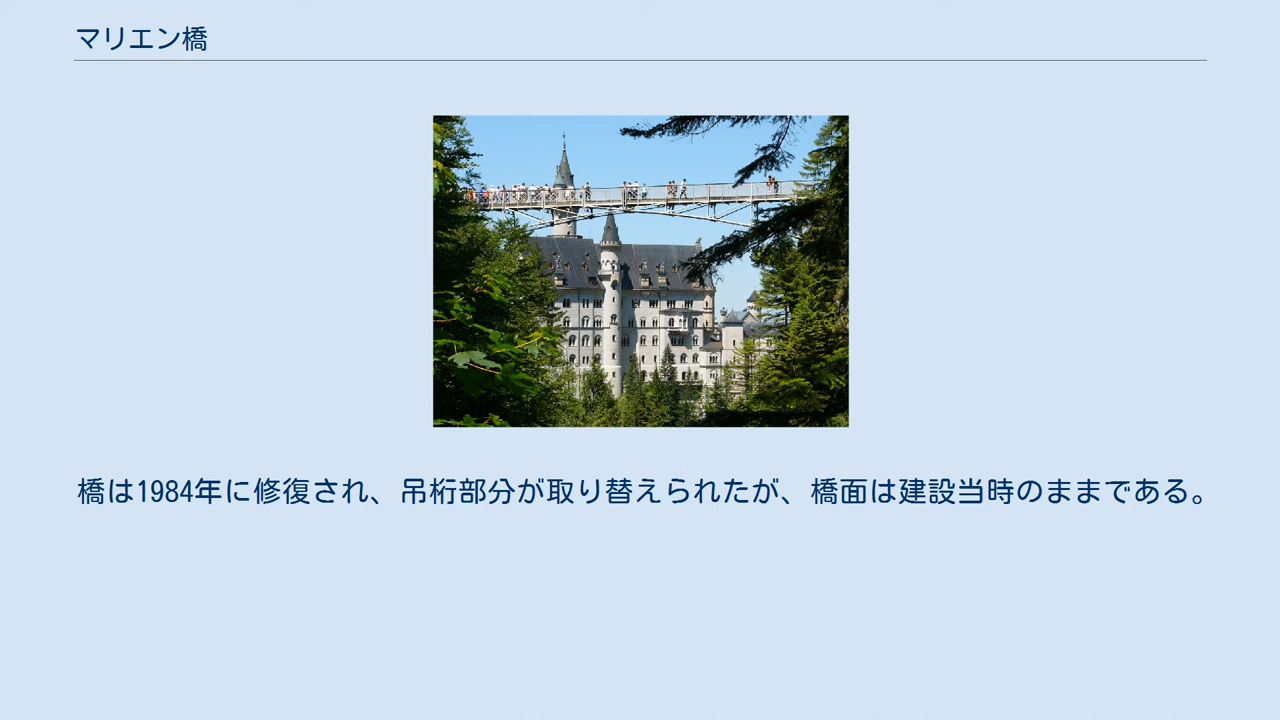 マリエン橋
橋は1984年に修復され、吊桁部分が取り替えられたが、橋面は建設当時のままである。